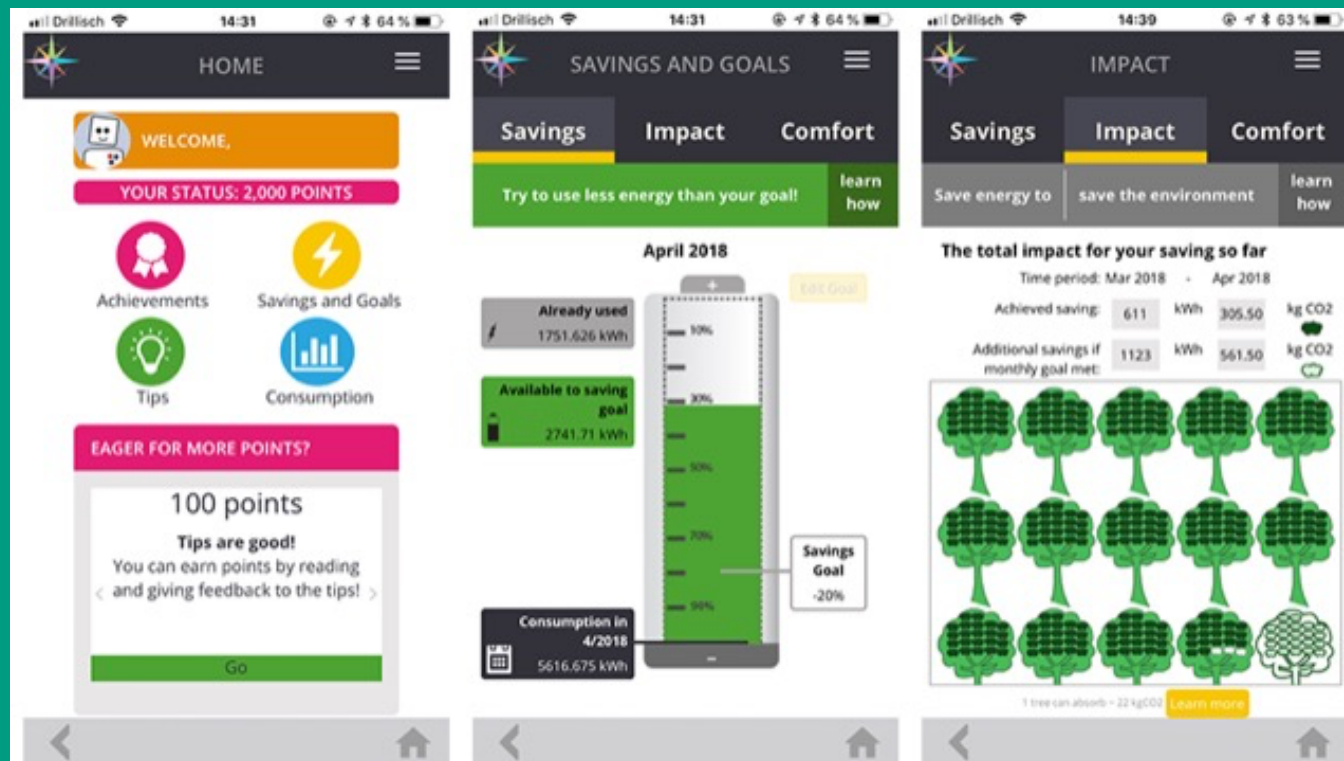 Drillisch
14:31
64 %
HOME
WELCOME,
YOUR STATUS: 2,000 POINTS
Achievements
Savings and Goals
Tips
Consumption
EAGER FOR MORE POINTS?
100 points
Tips are good!
You can earn points by reading
and giving feedback to the tips!
Go
Drillisch
14:31
64 %
SAVINGS AND GOALS
Savings
Impact
Comfort
Try to use less energy than your goal!
learn
how
April 2018
Edit Goal
Already used
1751.626 kWh
Available to saving
goal
2741.71 kWh
+
10%
30%
50%
70%
90%
Savings
Goal
-20%
Consumption in
4/2018
5616.675 kWh
-
Drillisch
14:39
63 %
IMPACT
Savings
Impact
Comfort
Save energy to
save the environment
learn
how
The total impact for your saving so far
Time period: Mar 2018 - Apr 2018
Achieved saving: 611 kWh 305.50 kg CO2
Additional savings if
monthly goal met: 1123 kWh 561.50 kg CO2
1 tree can absorb ~ 22 kgCO2
Learn more